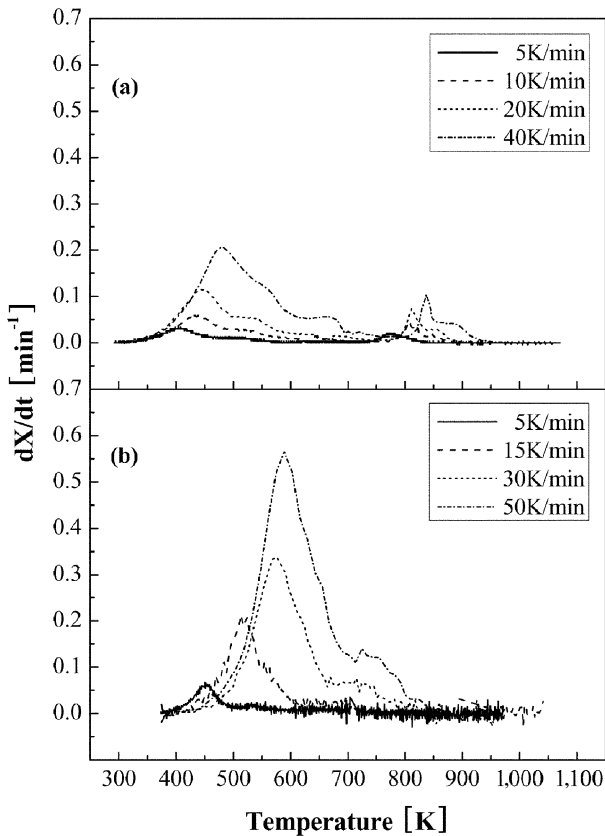 0.7
0.6
0.5
0.4
0.3
0.2
0.1
0.0
(a)
5K/min
10K/min
20K/min
40K/min
dX/dt [min⁻¹]
0.7
0.6
0.5
0.4
0.3
0.2
0.1
0.0
(b)
5K/min
15K/min
30K/min
50K/min
300 400 500 600 700 800 900 1,000 1,100
Temperature [K]